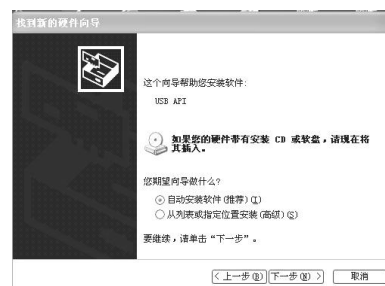 找到新的硬件向导
这个向导帮助您安装软件:
USB API
如果您的硬件带有安装 CD 或软盘，请现在将
其插入。
您期望向导做什么?
自动安装软件(推荐)(I)
从列表或指定位置安装(高级)(S)
要继续，请单击“下一步”。
<上一步(B) 下一步(N)> 取消